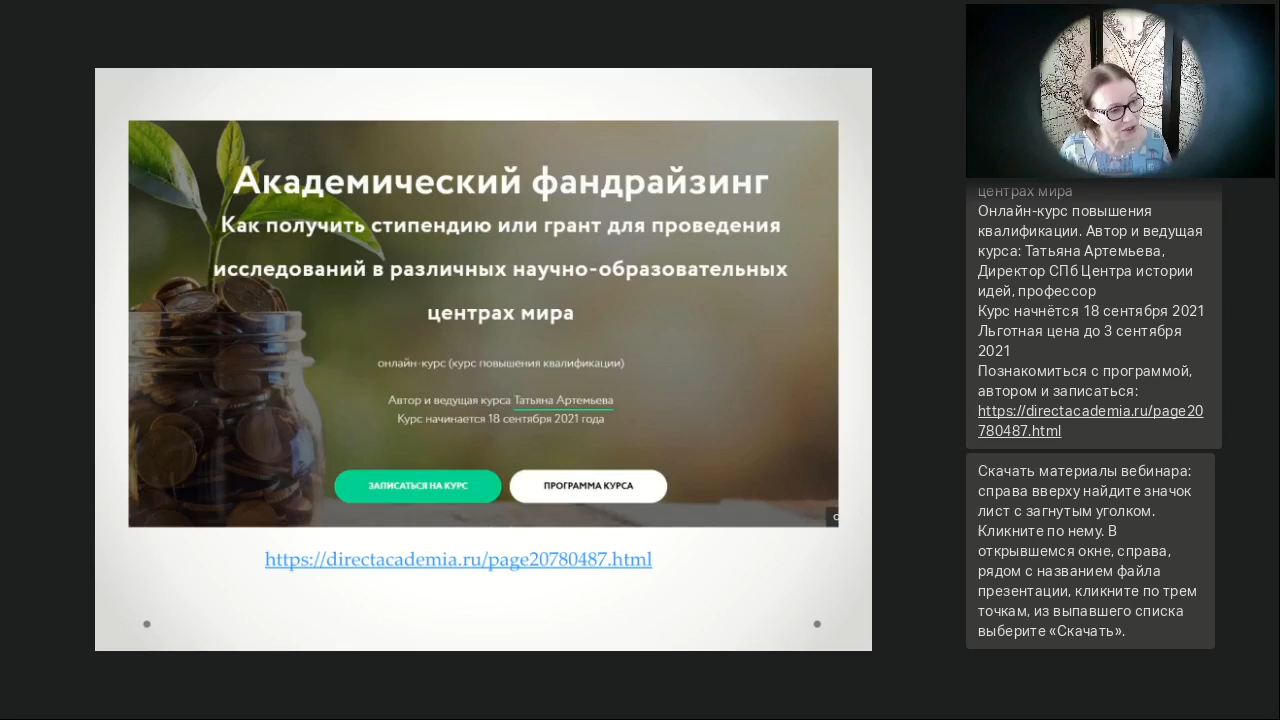 Академический фандрайзинг
Как получить стипендию или грант для проведения
исследований в различных научно-образовательных
центрах мира
онлайн-курс (курс повышения квалификации)
Автор и ведущая курса Татьяна Артемьева
Курс начинается 18 сентября 2021 года
ЗАПИСАТЬСЯ НА КУРС
ПРОГРАММА КУРСА
https://directacademia.ru/page20780487.html
центрах мира
Онлайн-курс повышения
квалификации. Автор и ведущая
курса: Татьяна Артемьева,
Директор СПб Центра истории
идей, профессор
Курс начнётся 18 сентября 2021
Льготная цена до 3 сентября
2021
Познакомиться с программой,
автором и записаться:
https://directacademia.ru/page20
780487.html
Скачать материалы вебинара:
справа вверху найдите значок
лист с загнутым уголком.
Кликните по нему. В
открывшемся окне, справа,
рядом с названием файла
презентации, кликните по трем
точкам, из выпавшего списка
выберите «Скачать».